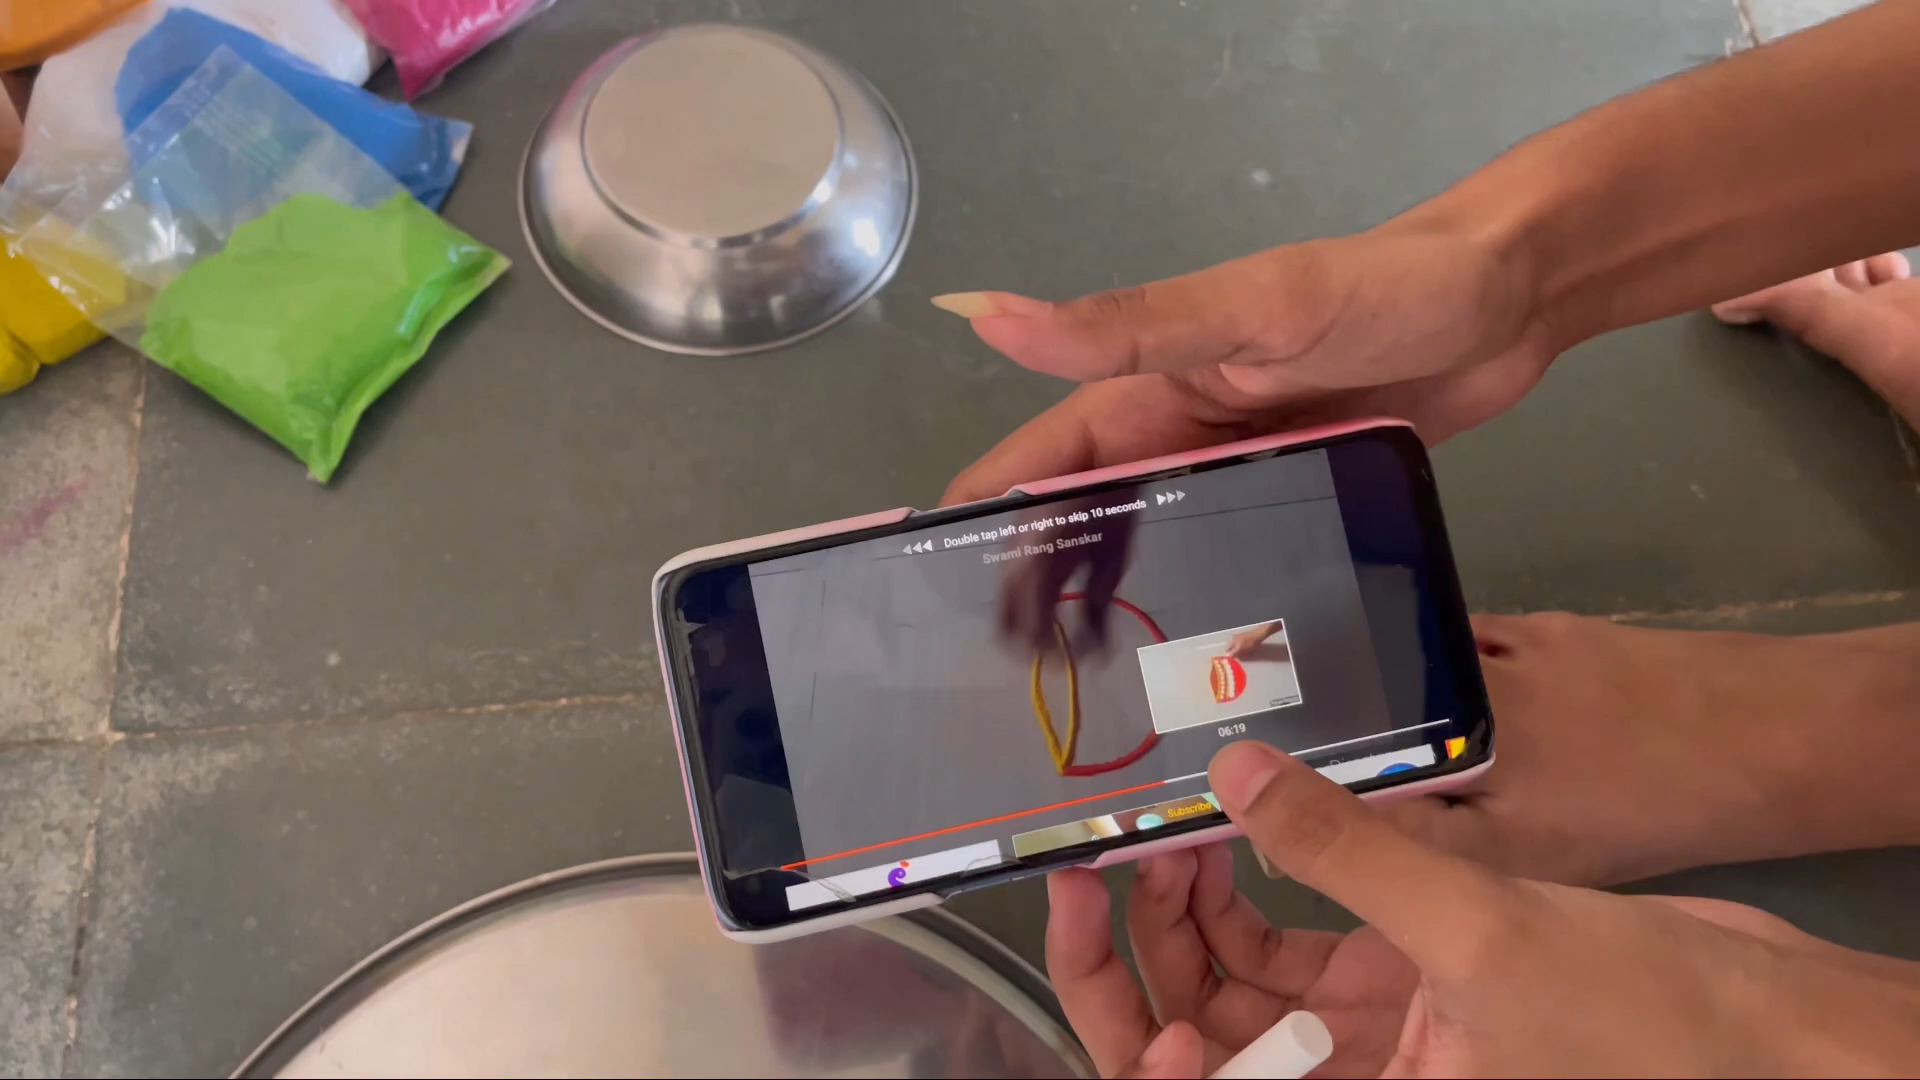 Double tap left or right to skip 10 seconds
Swami Rang Sanskar
06:19
Subscribe